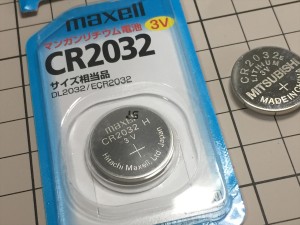 maxell
3V
マンガンリチウム電池
CR2032
サイズ相当品
DL2032/ECR2032
maxell
CR2032 H
3V
Hitachi Maxell, Ltd.
Japan
CR2032
LITHIUM
MITSUBISHI
MADE IN